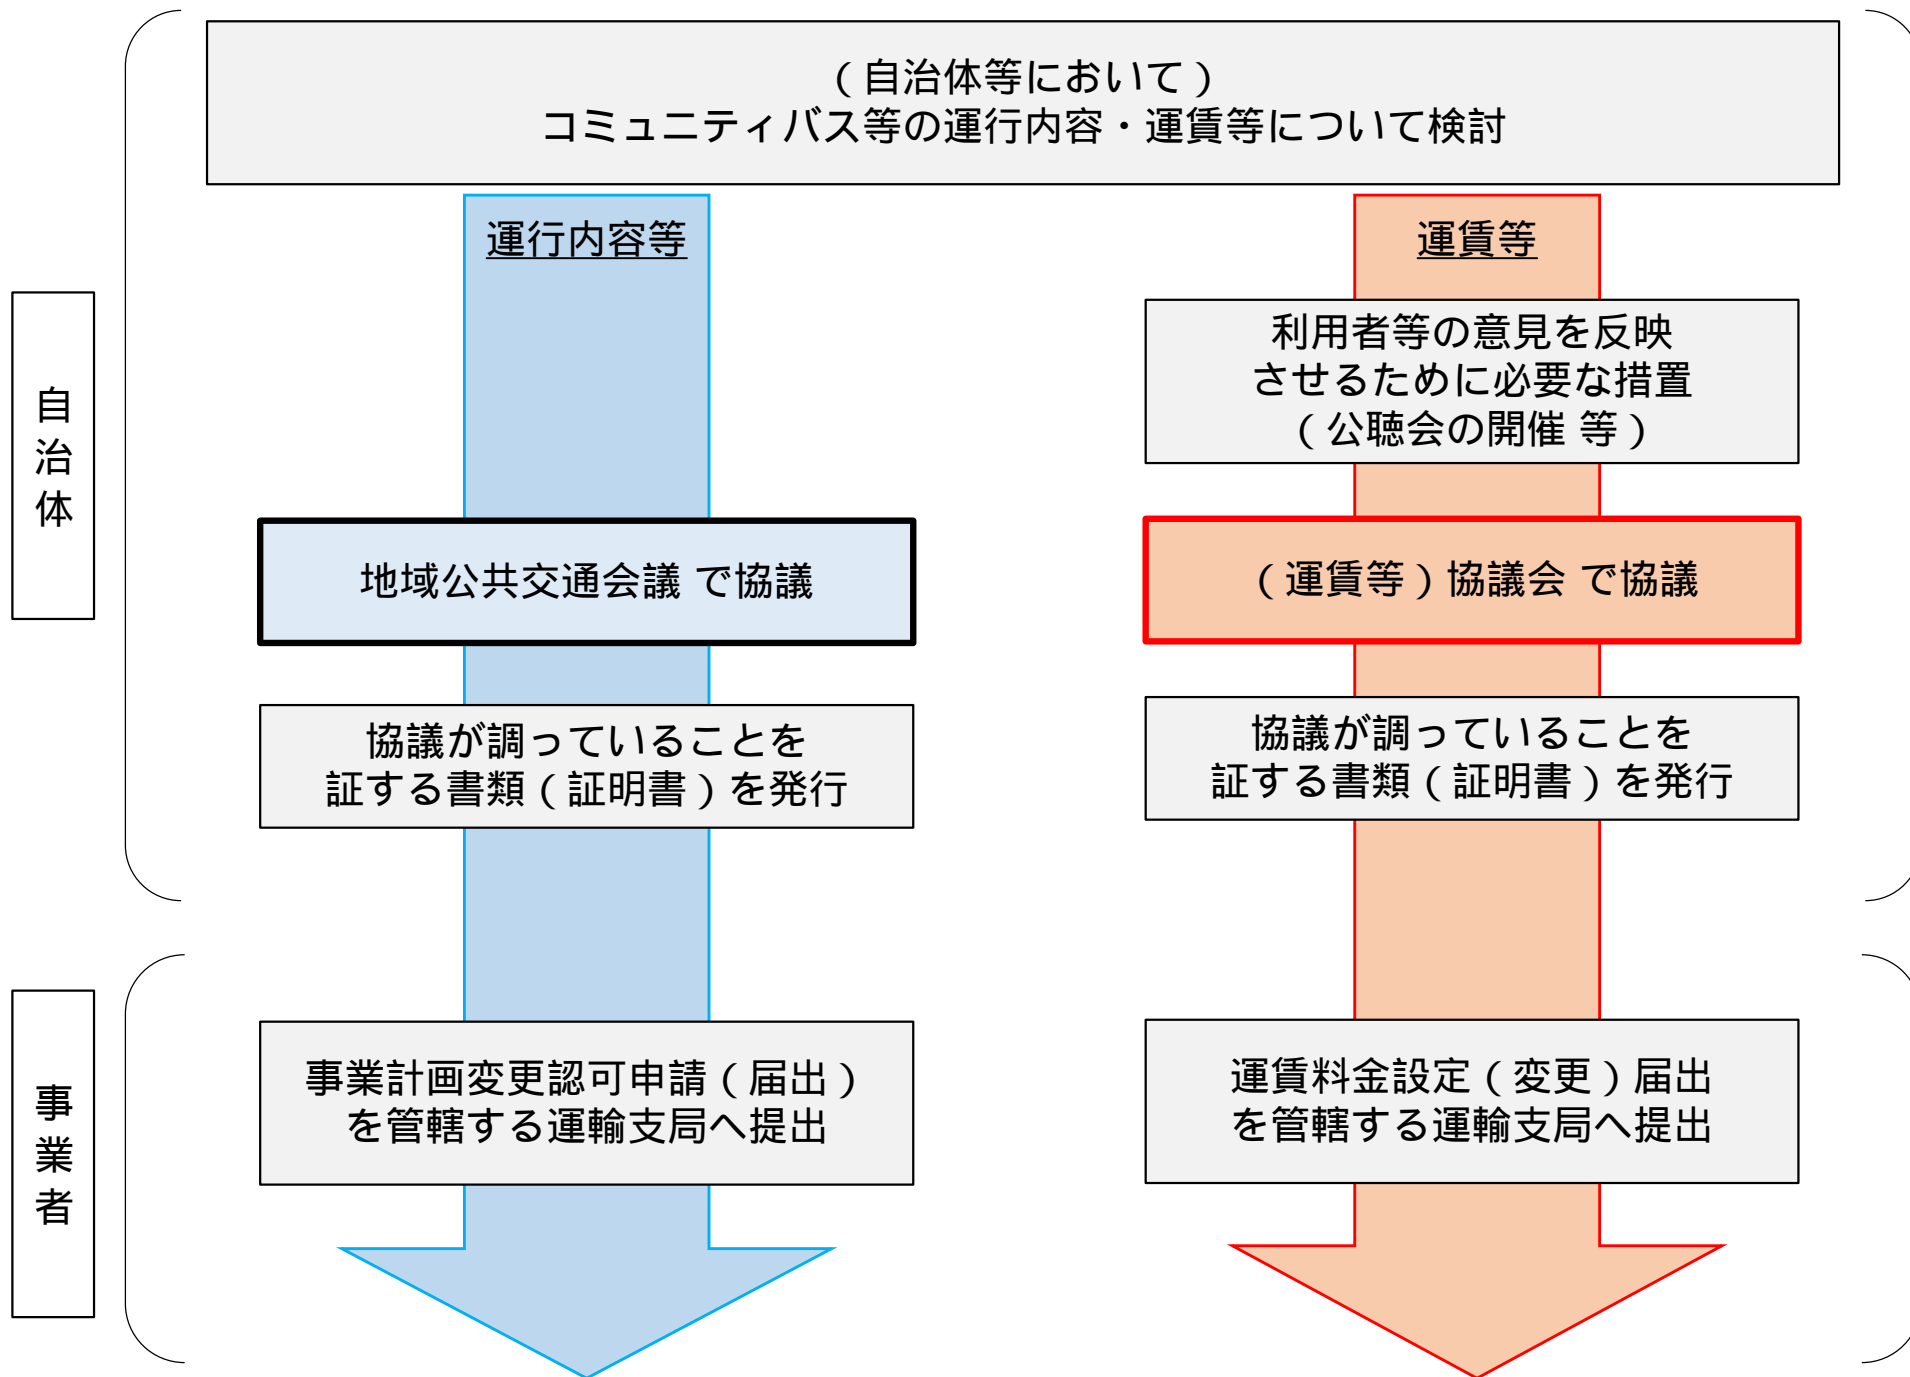 （自治体等において）
コミュニティバス等の運行内容・運賃等について検討
自治体
運行内容等
地域公共交通会議 で協議
協議が調っていることを
証する書類（証明書）を発行
運賃等
利用者等の意見を反映
させるために必要な措置
（公聴会の開催 等）
（運賃等）協議会 で協議
協議が調っていることを
証する書類（証明書）を発行
事業者
事業計画変更認可申請（届出）
を管轄する運輸支局へ提出
運賃料金設定（変更）届出
を管轄する運輸支局へ提出